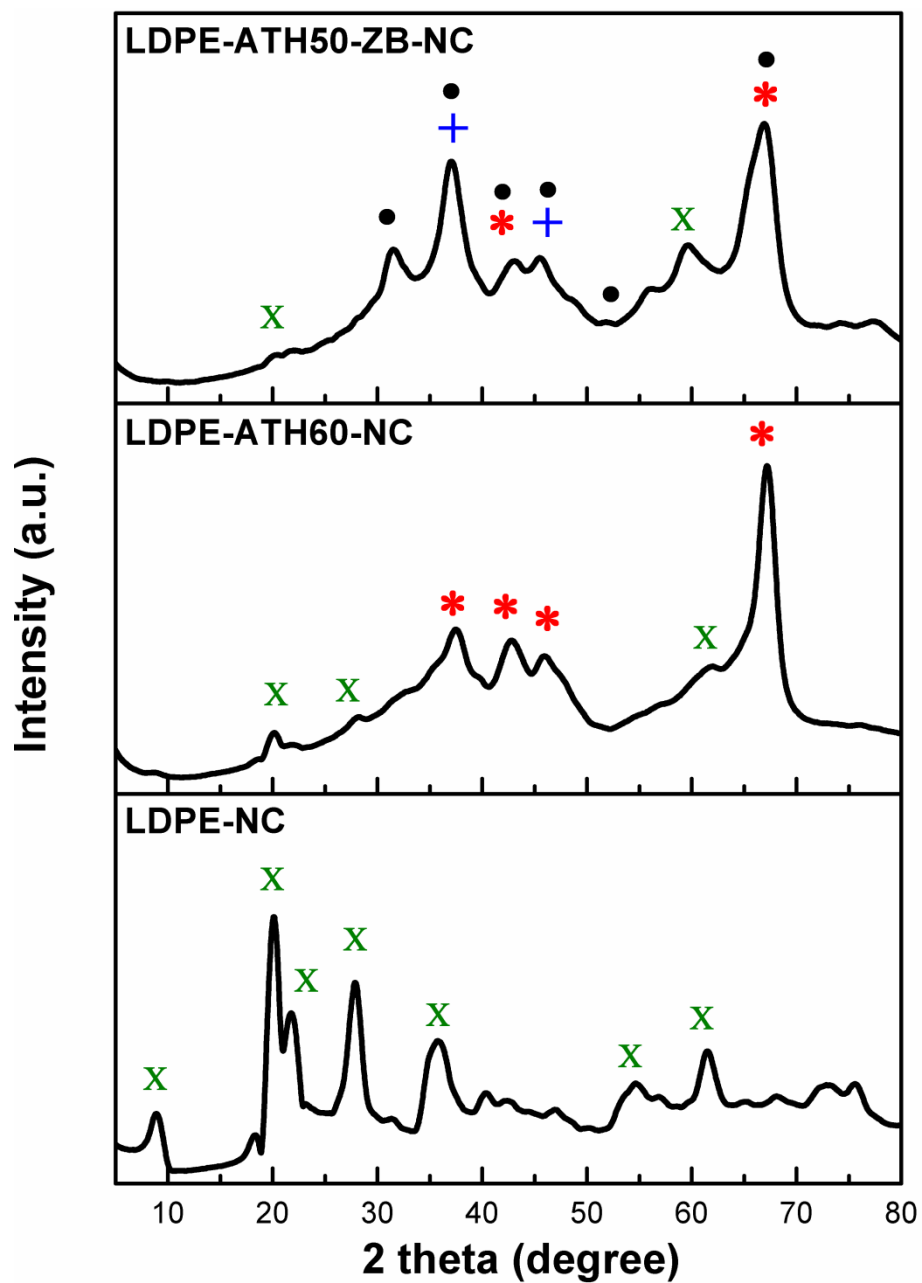 LDPE-ATH50-ZB-NC
+ *
* +
X
X
LDPE-ATH60-NC
*
* * *
X
X X
LDPE-NC
X
X
X
X
X X
X
10 20 30 40 50 60 70 80
2 theta (degree)
Intensity (a.u.)